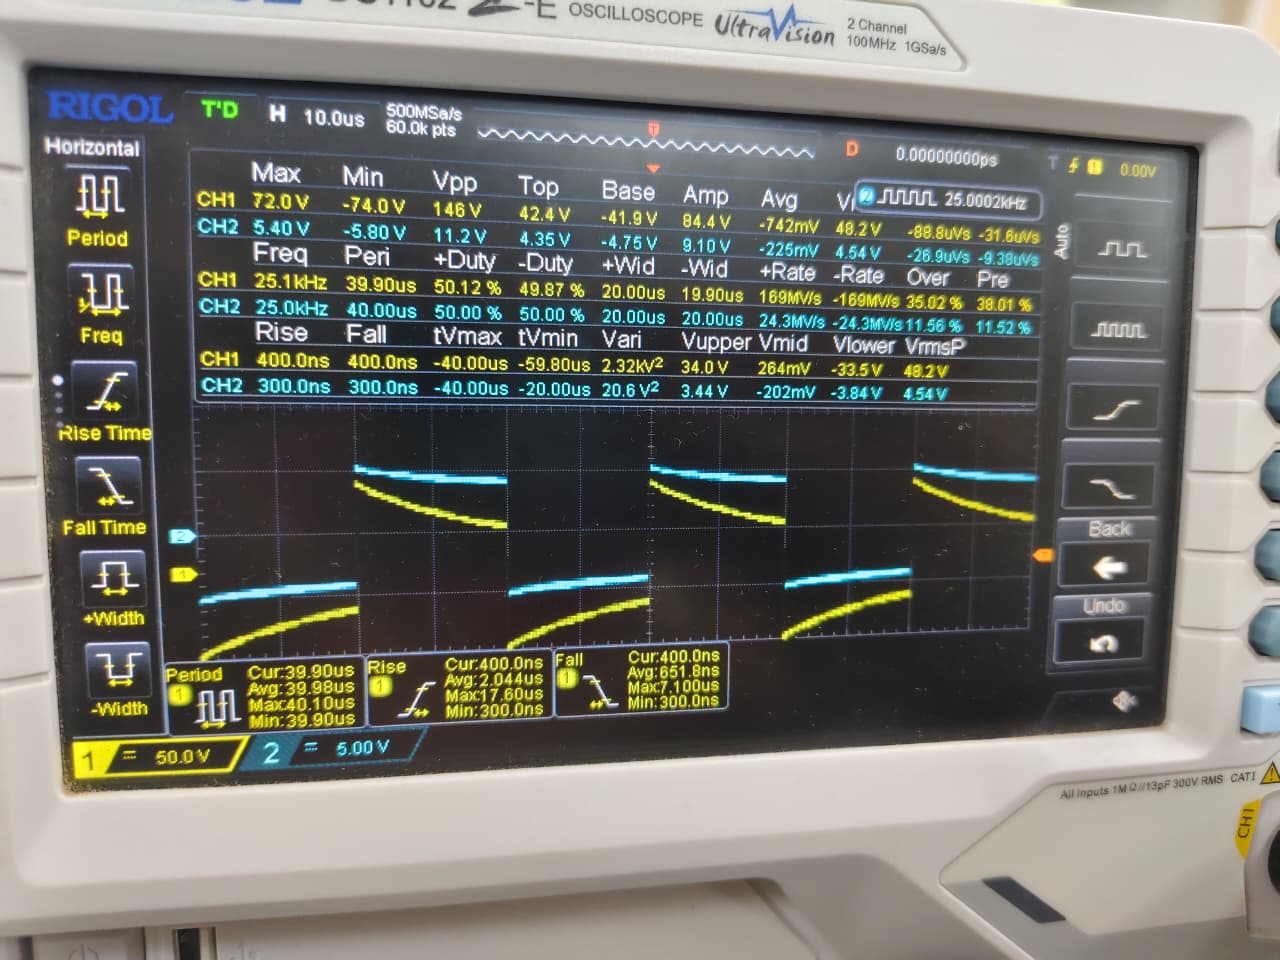 -E OSCILLOSCOPE UltraVision 2 Channel
100MHz 1GSa/s
RIGOL T'D H 10.0us 500MSa/s
60.0k pts
T
D 0.00000000ps
T 1 0.00V
Horizontal
Period
Freq
Rise Time
Fall Time
+Width
-Width
Max Min Vpp Top Base Amp Avg
2 25.0002kHz
CH1 72.0 V -74.0 V 146 V 42.4 V -41.9 V 84.4 V -742mV 48.2 V -88.8uVs -31.6uVs
CH2 5.40 V -5.80 V 11.2 V 4.35 V -4.75 V 9.10 V -225mV 4.54 V -26.9uVs -9.38uVs
Freq Peri +Duty -Duty +Wid -Wid +Rate -Rate Over Pre
CH1 25.1kHz 39.90us 50.12 % 49.87 % 20.00us 19.90us 169MV/s -169MV/s 35.02 % 38.01 %
CH2 25.0kHz 40.00us 50.00 % 50.00 % 20.00us 20.00us 24.3MV/s -24.3MV/s 11.56 % 11.52 %
Rise Fall tVmax tVmin Vari Vupper Vmid Vlower VrmsP
CH1 400.0ns 400.0ns -40.00us -59.80us 2.32kV² 34.0 V 264mV -33.5 V 48.2 V
CH2 300.0ns 300.0ns -40.00us -20.00us 20.6 V² 3.44 V -202mV -3.84 V 4.54 V
Auto
2
1
Back
Undo
Period
1
Cur:39.90us
Avg:39.98us
Max:40.10us
Min:39.90us
Rise
1
Cur:400.0ns
Avg:2.044us
Max:17.60us
Min:300.0ns
Fall
1
Cur:400.0ns
Avg:651.8ns
Max:7.100us
Min:300.0ns
1 50.0 V 2 5.00 V
All Inputs 1MΩ//13pF 300V RMS CAT I
CH1